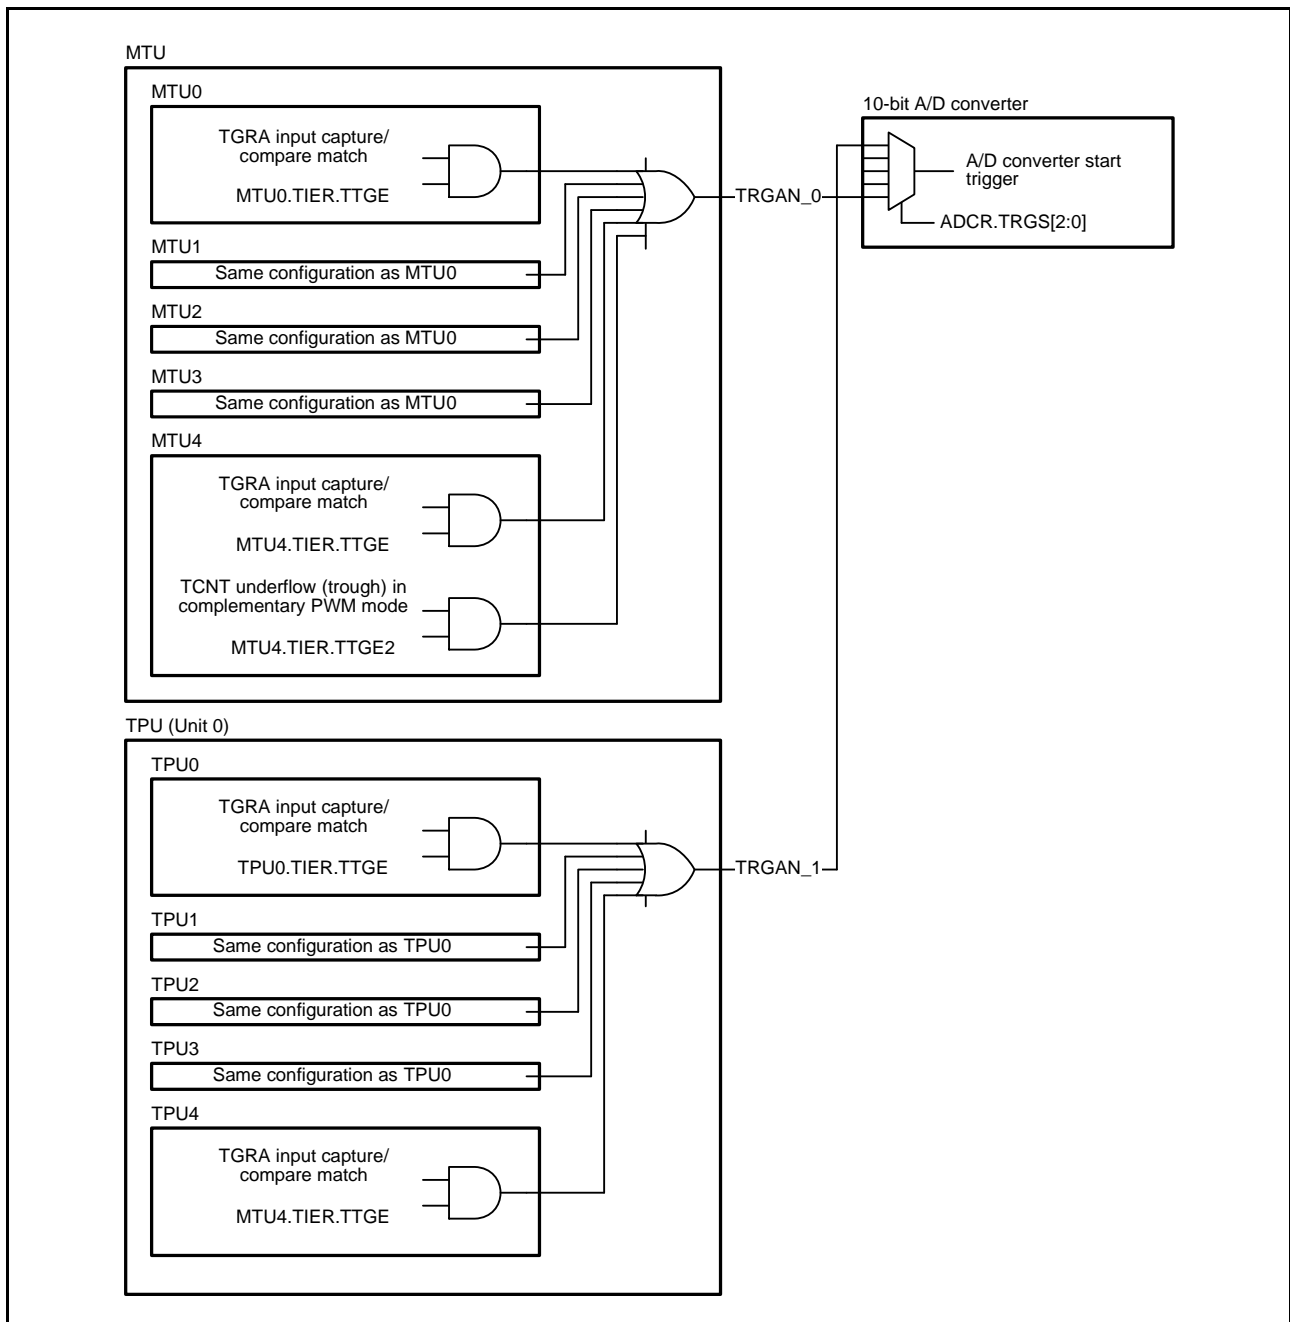 MTU
MTU0
TGRA input capture/
compare match
MTU0.TIER.TTGE
MTU1
Same configuration as MTU0
MTU2
Same configuration as MTU0
MTU3
Same configuration as MTU0
MTU4
TGRA input capture/
compare match
MTU4.TIER.TTGE
TCNT underflow (trough) in
complementary PWM mode
MTU4.TIER.TTGE2
TRGAN_0
10-bit A/D converter
A/D converter start
trigger
ADCR.TRGS[2:0]
TPU (Unit 0)
TPU0
TGRA input capture/
compare match
TPU0.TIER.TTGE
TPU1
Same configuration as TPU0
TPU2
Same configuration as TPU0
TPU3
Same configuration as TPU0
TPU4
TGRA input capture/
compare match
MTU4.TIER.TTGE
TRGAN_1